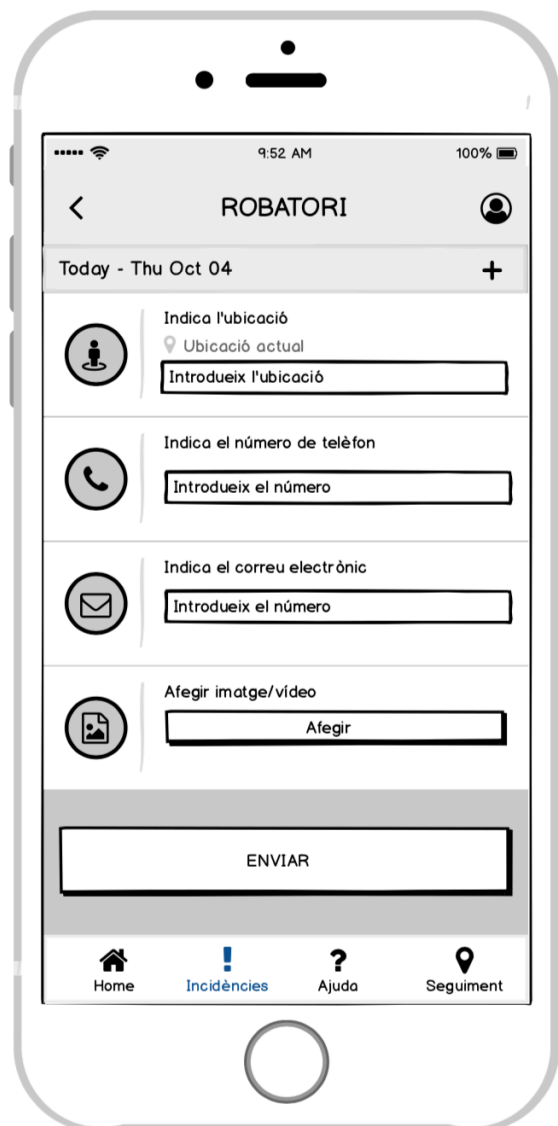 9:52 AM
100%
ROBATORI
Today - Thu Oct 04
Indica l'ubicació
Ubicació actual
Introdueix l'ubicació
Indica el número de telèfon
Introdueix el número
Indica el correu electrònic
Introdueix el número
Afegir imatge/vídeo
Afegir
ENVIAR
Home
Incidències
Ajuda
Seguiment